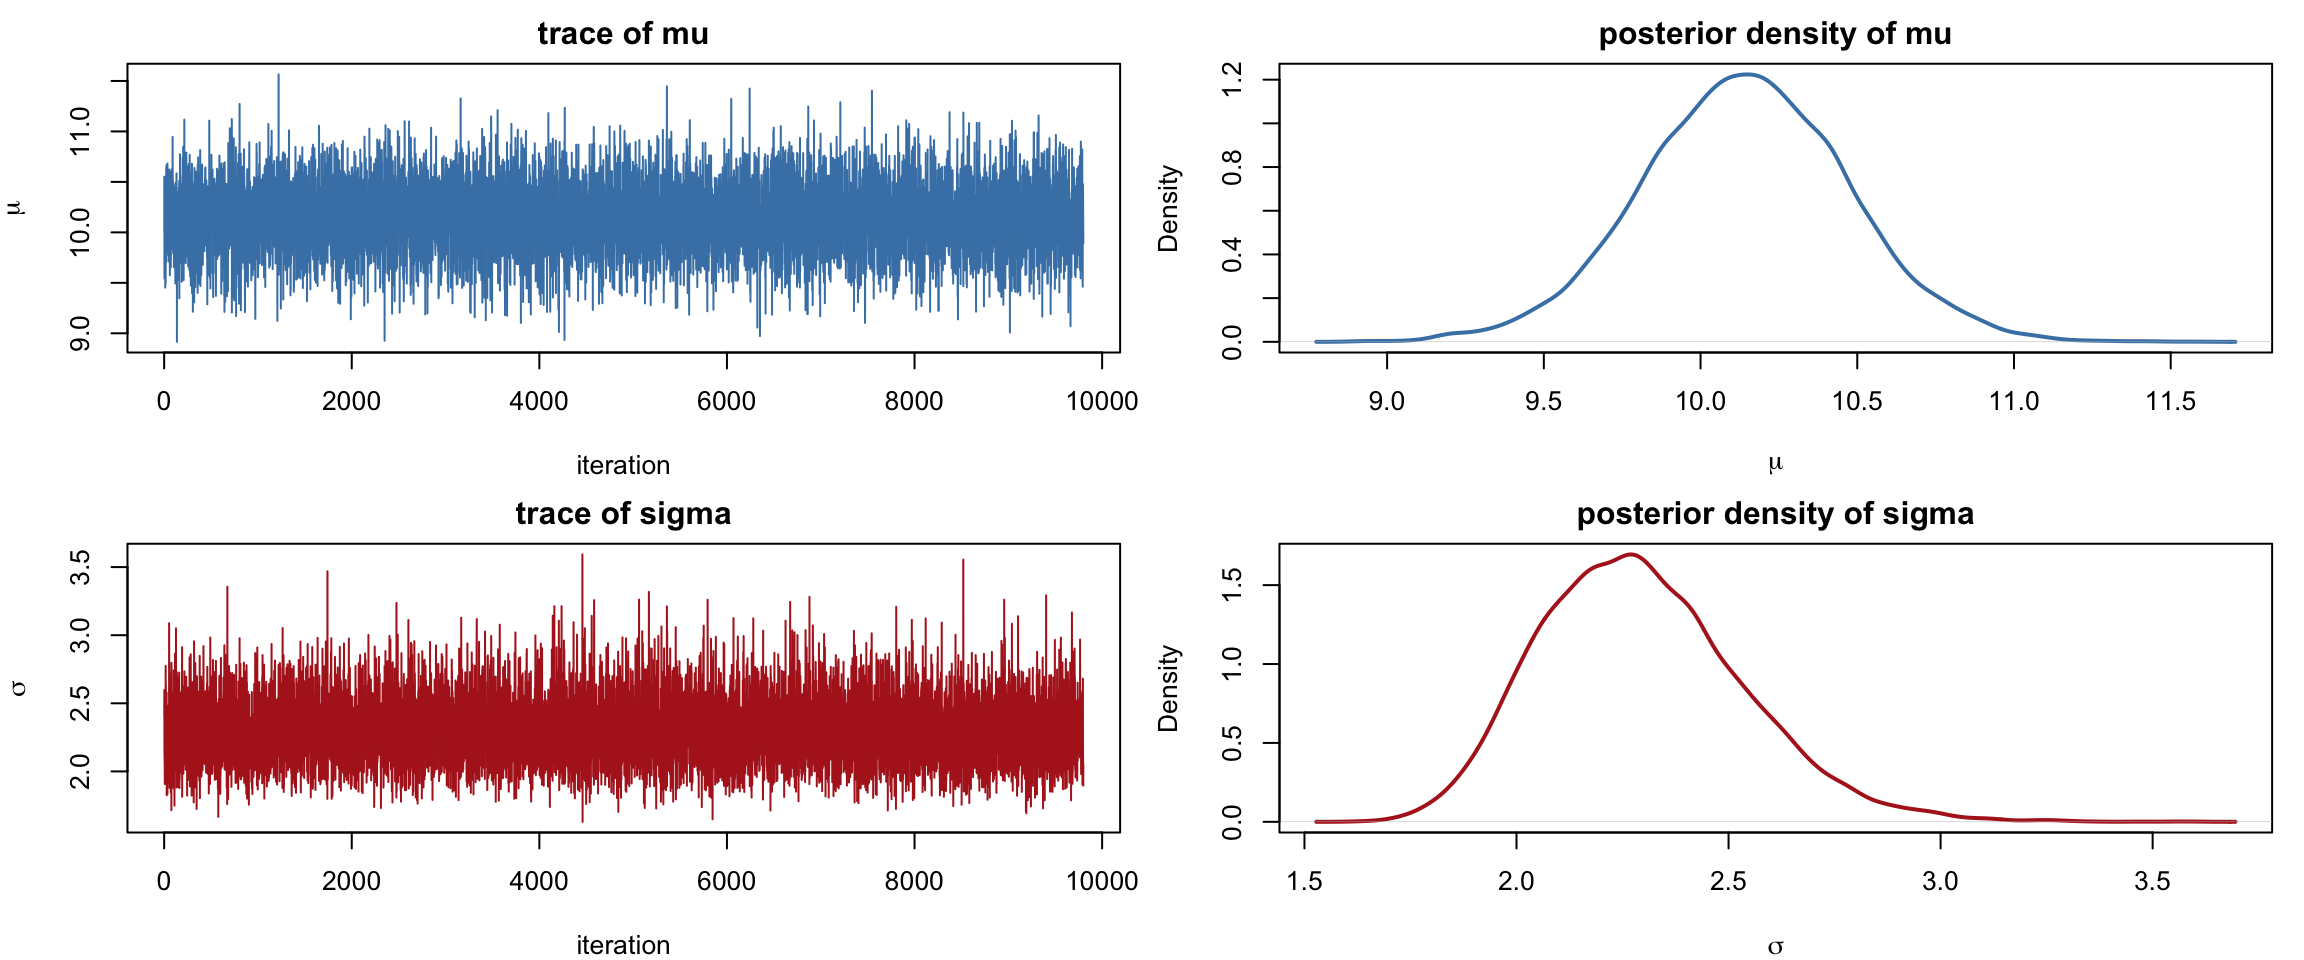 trace of mu
μ
9.0 10.0 11.0
0 2000 4000 6000 8000 10000
iteration
posterior density of mu
Density
0.0 0.4 0.8 1.2
9.0 9.5 10.0 10.5 11.0 11.5
μ
trace of sigma
σ
2.0 2.5 3.0 3.5
0 2000 4000 6000 8000 10000
iteration
posterior density of sigma
Density
0.0 0.5 1.0 1.5
1.5 2.0 2.5 3.0 3.5
σ